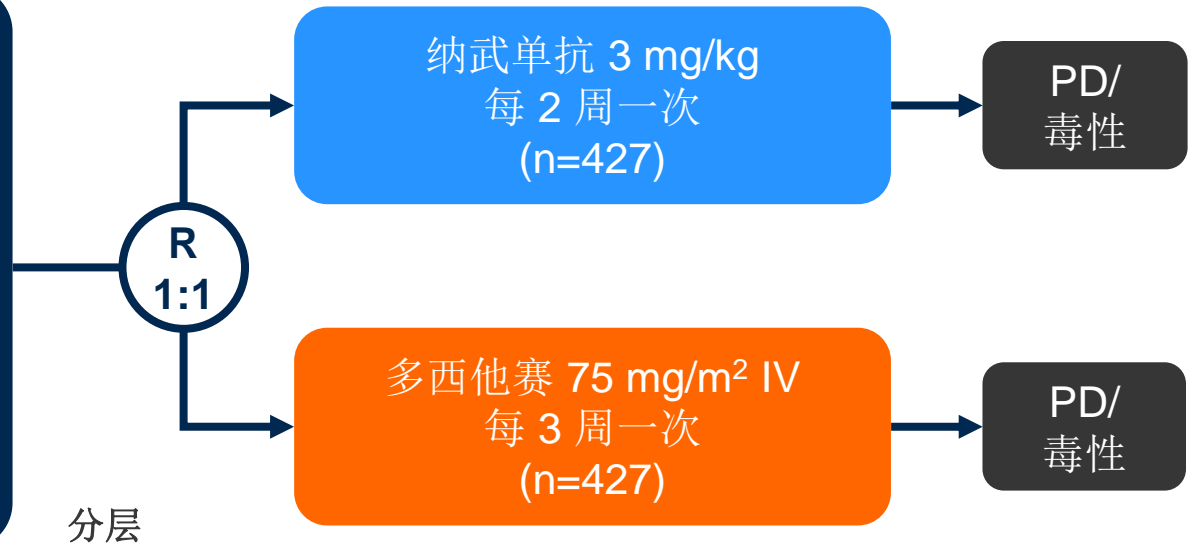 纳武单抗 3 mg/kg
每 2 周一次
(n=427)
PD/
毒性
R
1:1
多西他赛 75 mg/m² IV
每 3 周一次
(n=427)
PD/
毒性
分层